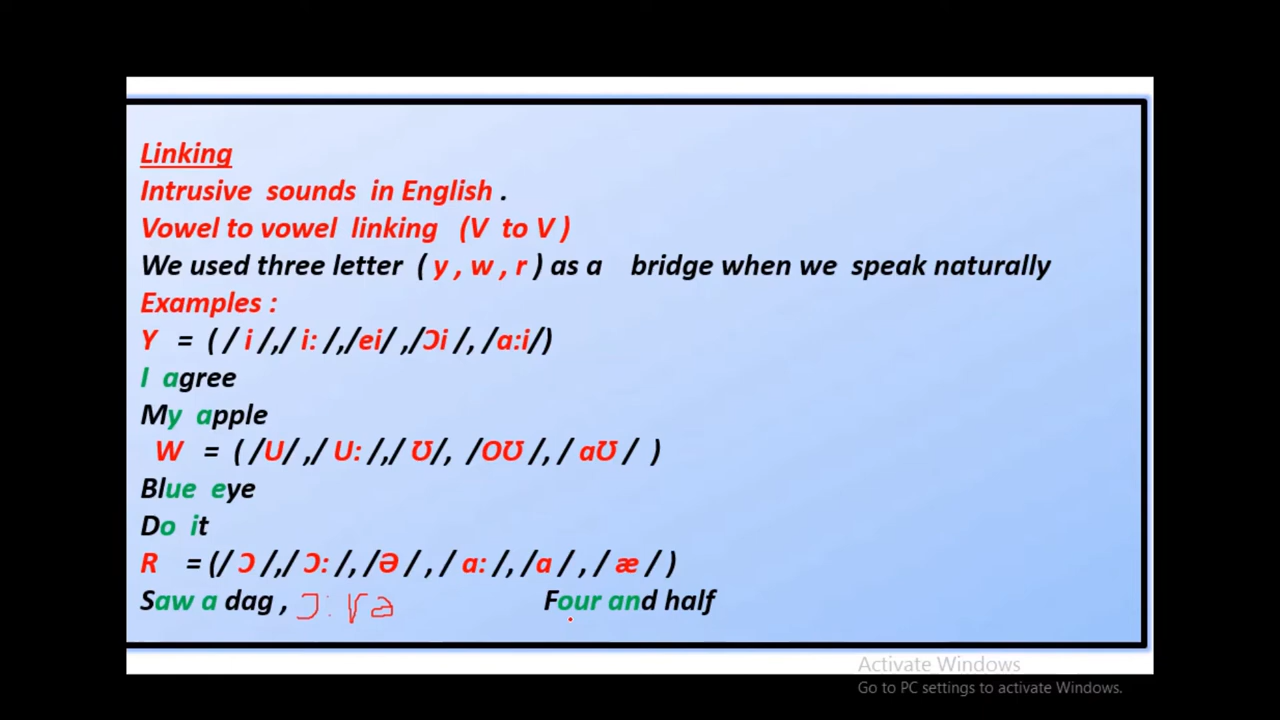 Linking
Intrusive sounds in English .
Vowel to vowel linking (V to V )
We used three letter ( y , w , r ) as a bridge when we speak naturally
Examples :
Y = ( / i /,/ i: /,/ei/ ,/Ɔi /, /a:i/)
I agree
My apple
W = ( /U/ ,/ U: /,/ Ʊ/, /OƱ /, / aƱ / )
Blue eye
Do it
R =(/ Ɔ /,/ Ɔ: /, /Ə / , / a: /, /a / , / æ / )
Saw a dag , Ɔ: r ə Four and half
Activate Windows
Go to PC settings to activate Windows.